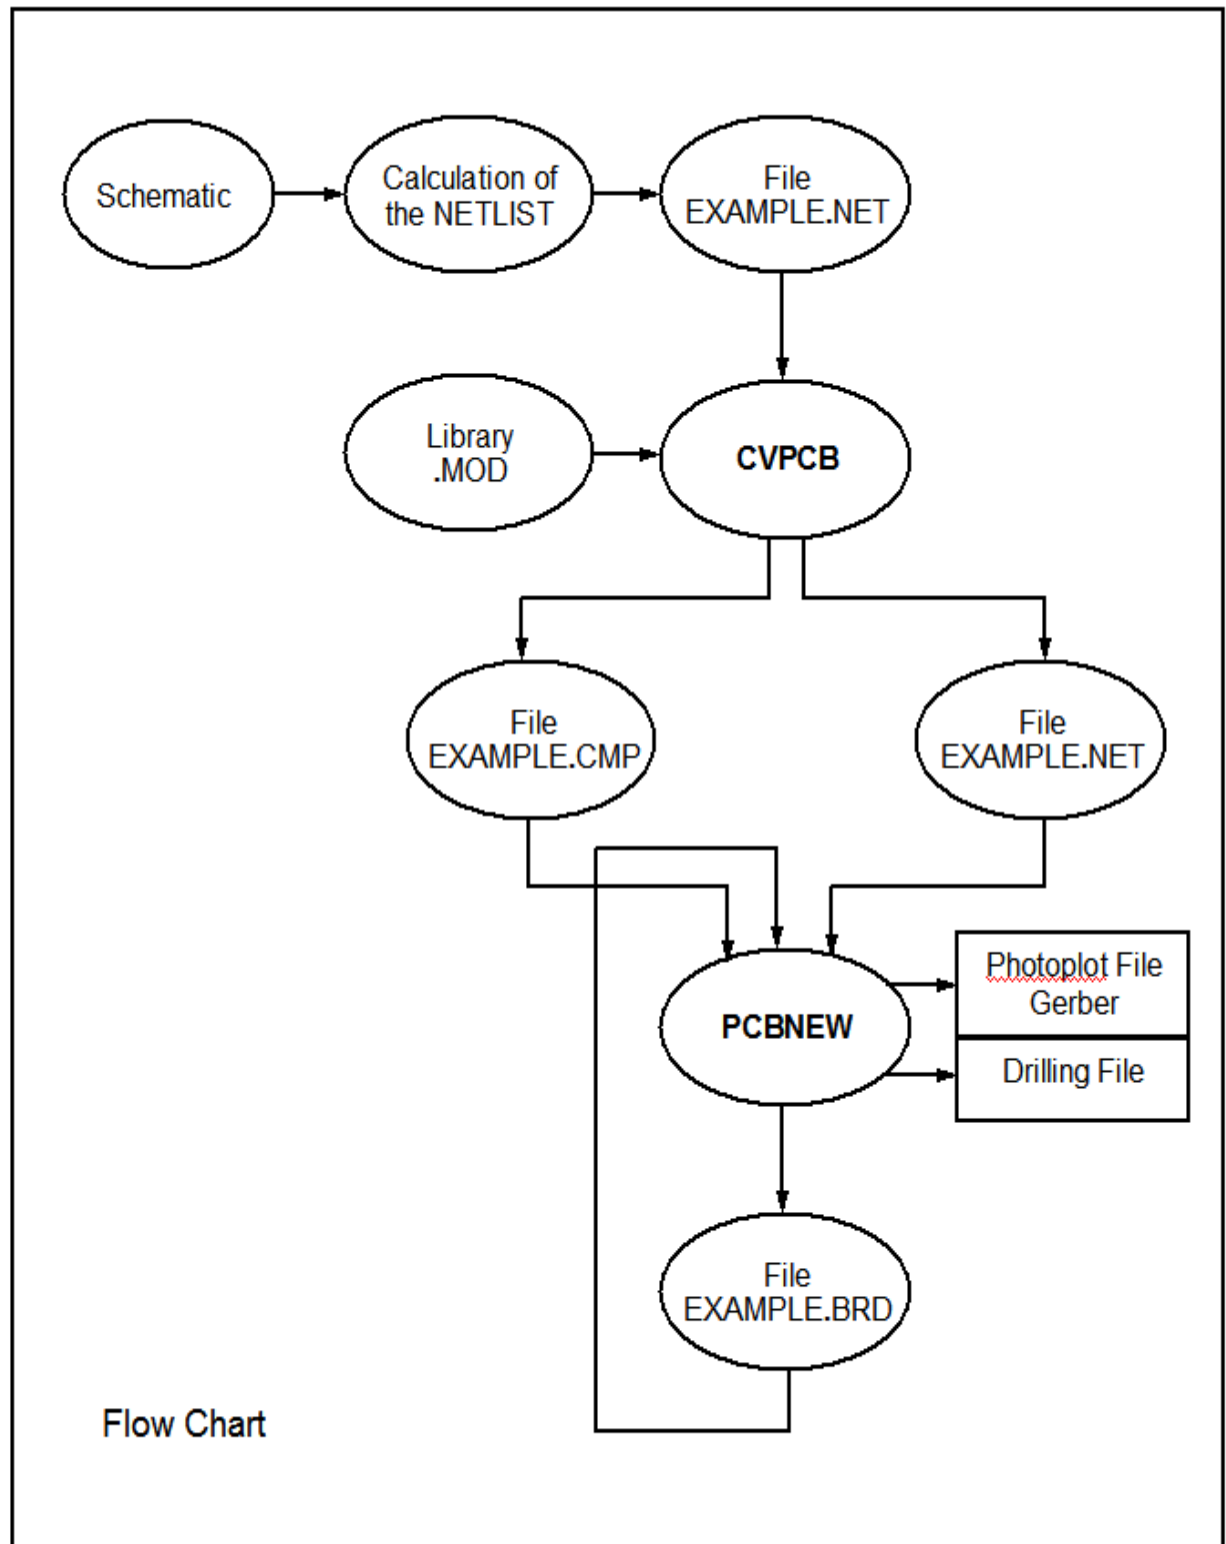 Schematic
Calculation of
the NETLIST
File
EXAMPLE.NET
Library
.MOD
CVPCB
File
EXAMPLE.CMP
File
EXAMPLE.NET
PCBNEW
Photoplot File
Gerber
Drilling File
File
EXAMPLE.BRD
Flow Chart